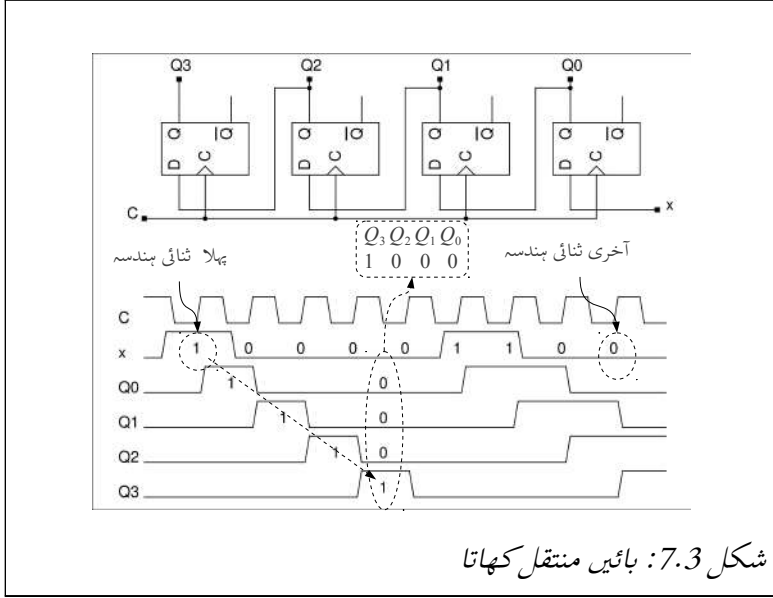 Q3 Q2 Q1 Q0
Q Q̅ Q Q̅ Q Q̅ Q Q̅
D C D C D C D C
C x
Q₃ Q₂ Q₁ Q₀
1 0 0 0
پہلا ثنائی ہندسہ
آخری ثنائی ہندسہ
C
x 1 0 0 0 0 1 1 0 0
Q0 1 0
Q1 1 0
Q2 1 0
Q3 1
شکل 7.3: بائیں منتقل کھاتا